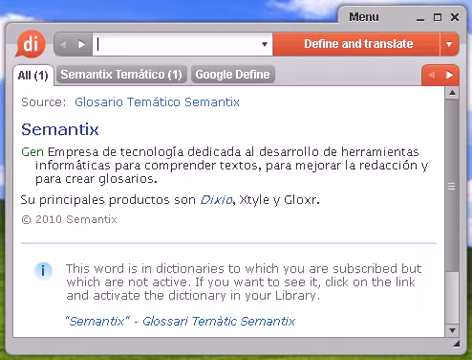 Menu
di
Define and translate
All (1)
Semantix Temático (1)
Google Define
Source: Glosario Temático Semantix
Semantix
Gen Empresa de tecnología dedicada al desarrollo de herramientas
informáticas para comprender textos, para mejorar la redacción y
para crear glosarios.
Su principales productos son Dixio, Xtyle y Gloxr.
© 2010 Semantix
i
This word is in dictionaries to which you are subscribed but
which are not active. If you want to see it, click on the link
and activate the dictionary in your Library.
"Semantix" - Glossari Temàtic Semantix